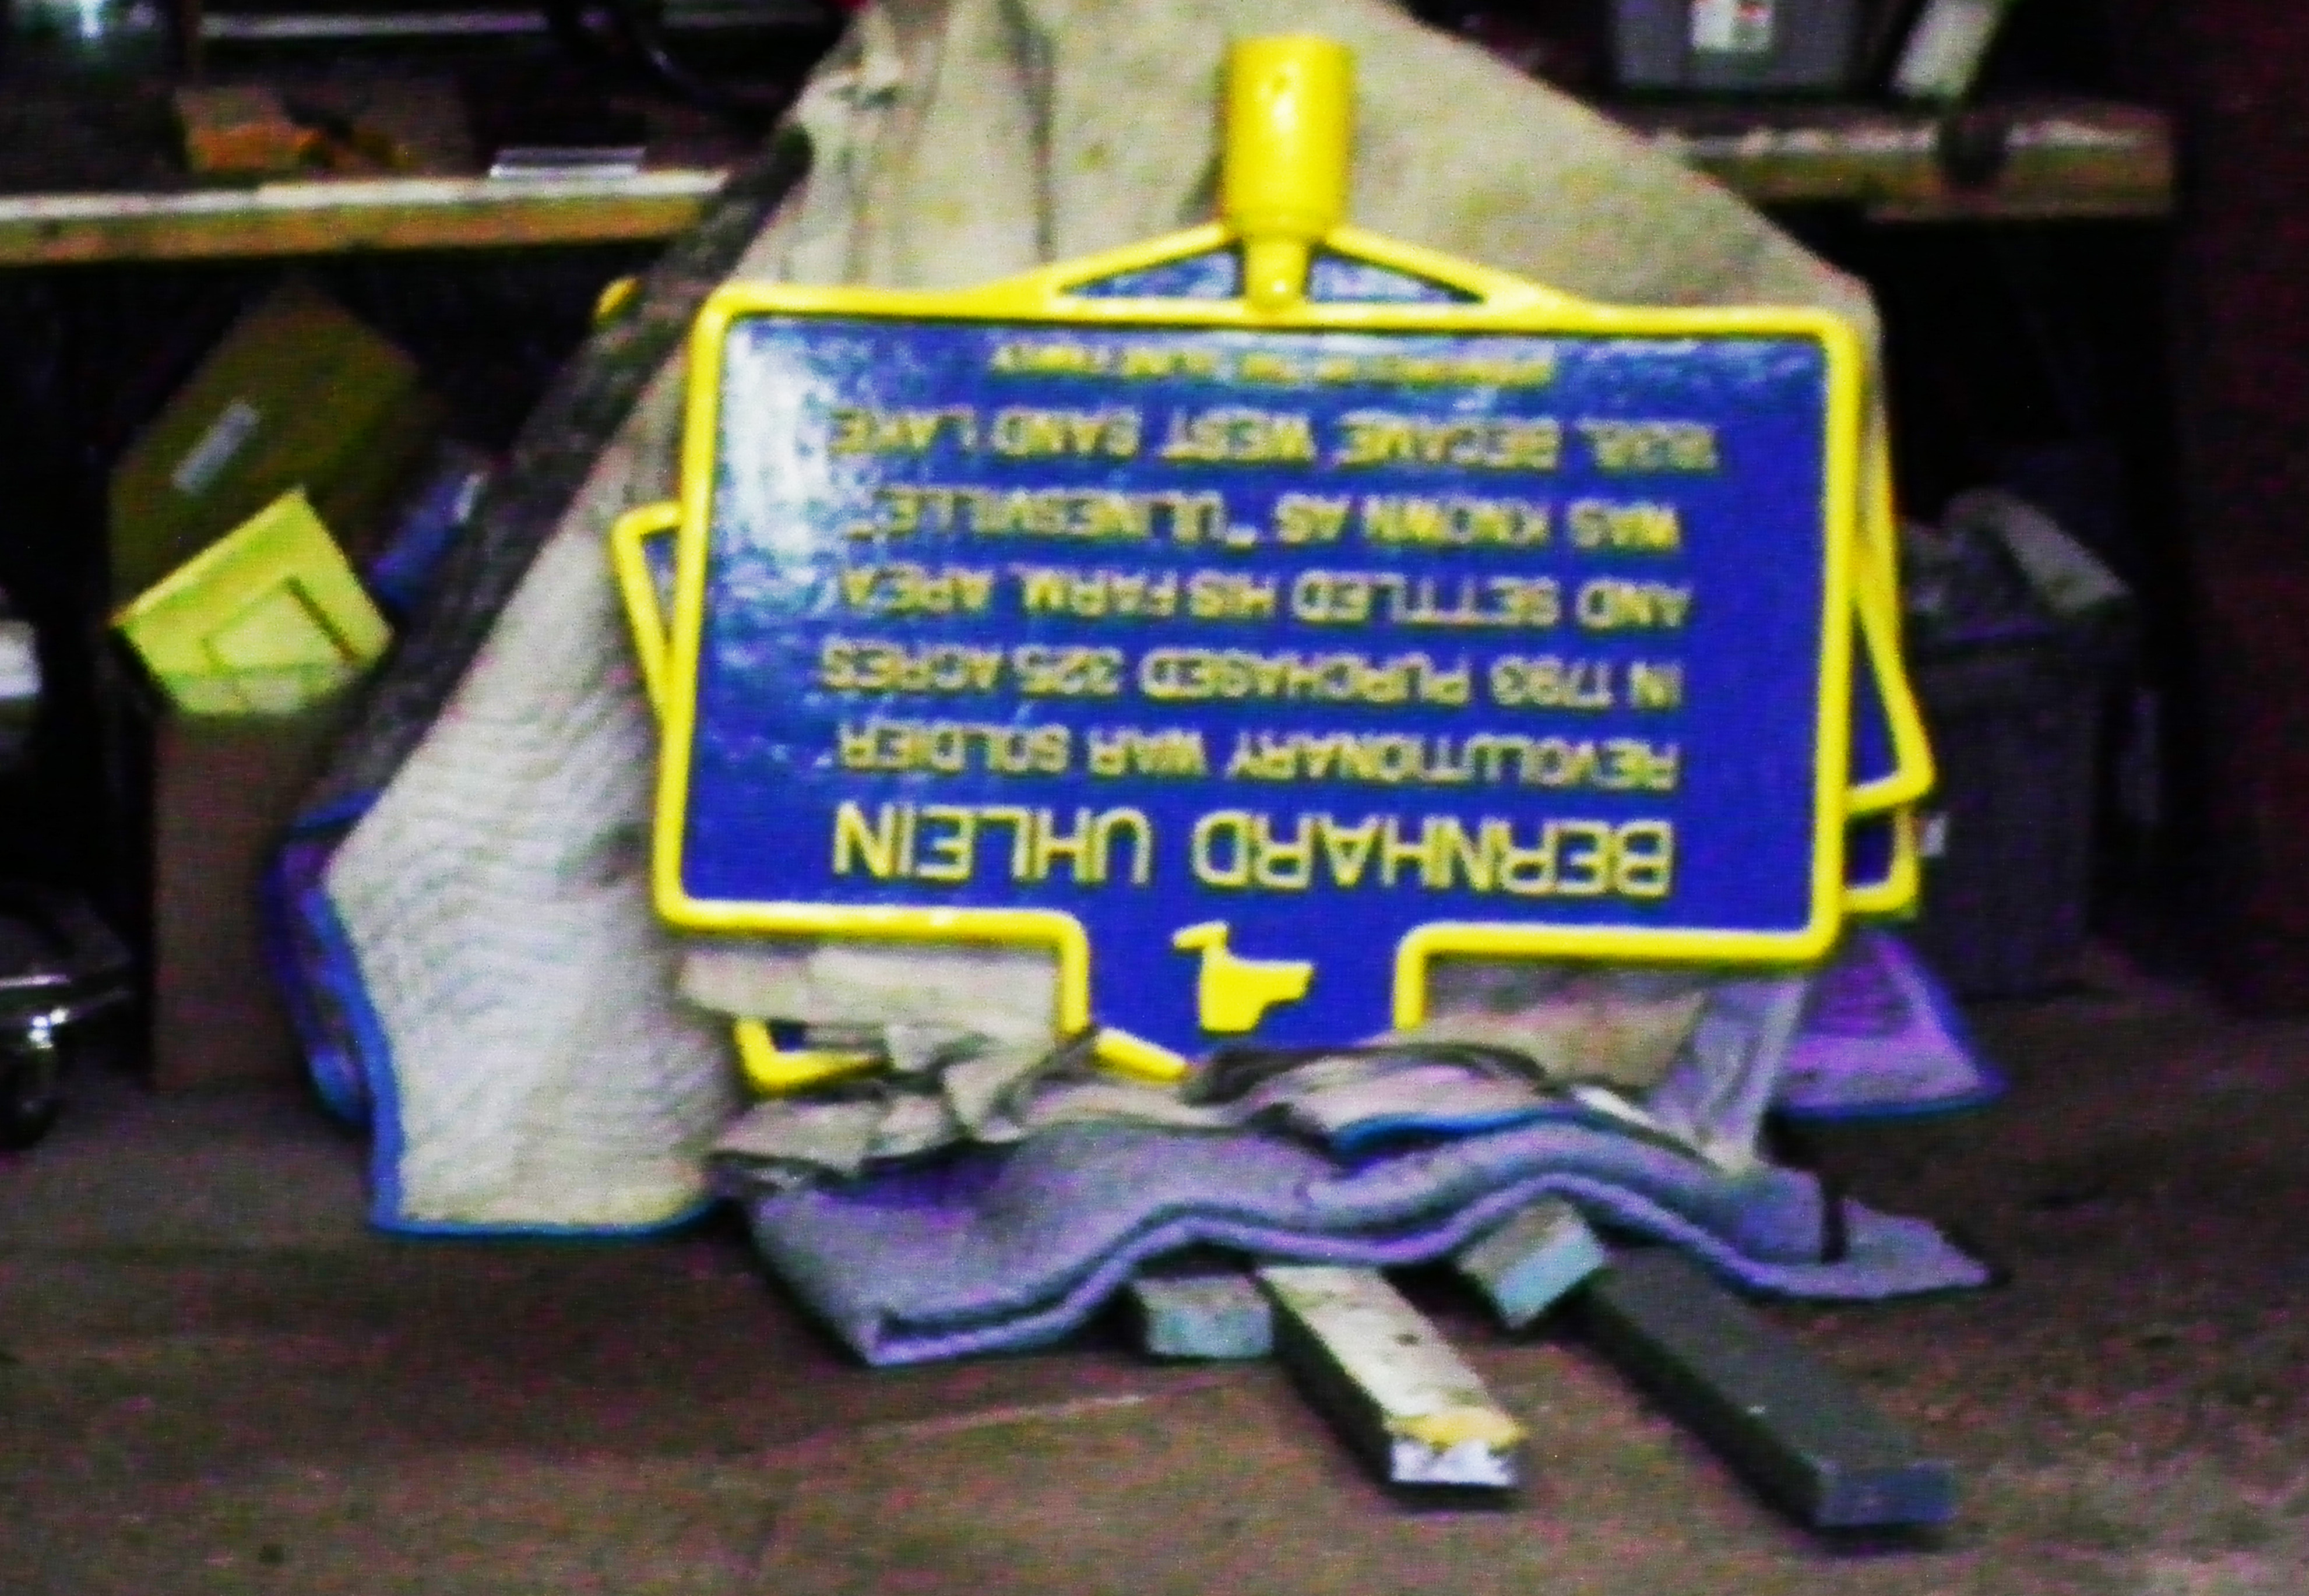 BERNHARD UHLEIN
REVOLUTIONARY WAR SOLDIER
IN 1793 PURCHASED 325 ACRES
AND SETTLED HIS FARM. AREA
WAS KNOWN AS "ULINESVILLE"
BECAME WEST SAND LAKE